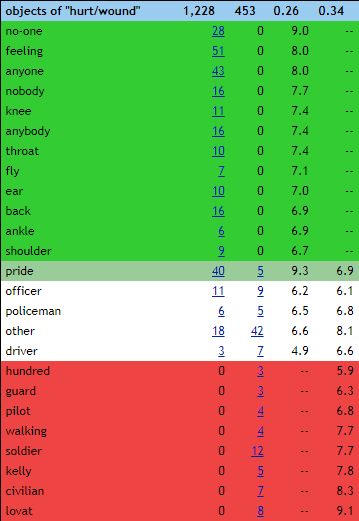 objects of "hurt/wound" 1,228 453 0.26 0.34
no-one 28 0 9.0 --
feeling 51 0 8.0 --
anyone 43 0 8.0 --
nobody 16 0 7.7 --
knee 11 0 7.4 --
anybody 16 0 7.4 --
throat 10 0 7.4 --
fly 7 0 7.1 --
ear 10 0 7.0 --
back 16 0 6.9 --
ankle 6 0 6.9 --
shoulder 9 0 6.7 --
pride 40 5 9.3 6.9
officer 11 9 6.2 6.1
policeman 6 5 6.5 6.8
other 18 42 6.6 8.1
driver 3 7 4.9 6.6
hundred 0 3 -- 5.9
guard 0 3 -- 6.3
pilot 0 4 -- 6.8
walking 0 4 -- 7.7
soldier 0 12 -- 7.7
kelly 0 5 -- 7.8
civilian 0 7 -- 8.3
lovat 0 8 -- 9.1